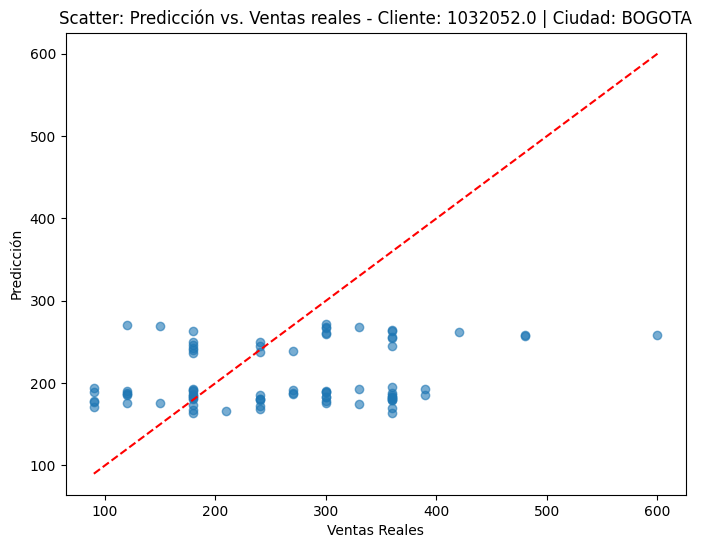 Scatter: Predicción vs. Ventas reales - Cliente: 1032052.0 | Ciudad: BOGOTA
600
500
400
300
200
100
Predicción
100 200 300 400 500 600
Ventas Reales